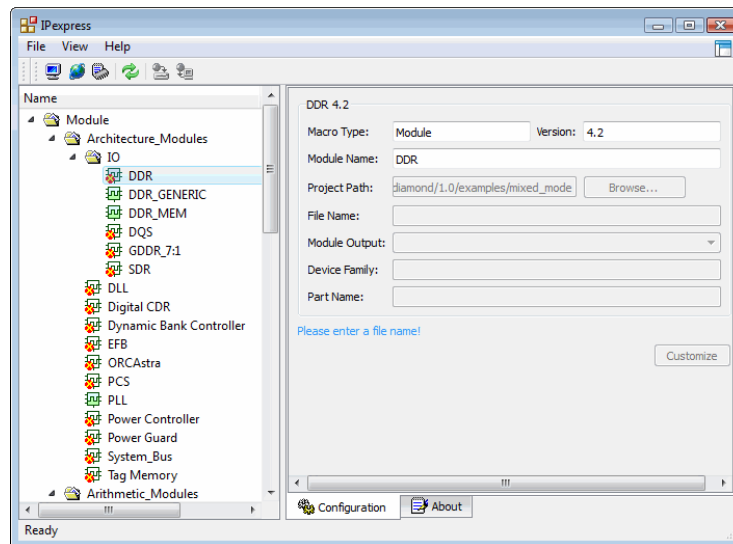 IPexpress
File View Help
Name
Module
Architecture_Modules
IO
DDR
DDR_GENERIC
DDR_MEM
DQS
GDDR_7:1
SDR
DLL
Digital CDR
Dynamic Bank Controller
EFB
ORCAstra
PCS
PLL
Power Controller
Power Guard
System_Bus
Tag Memory
Arithmetic_Modules
DDR 4.2
Macro Type: Module Version: 4.2
Module Name: DDR
Project Path: diamond/1.0/examples/mixed_mode Browse...
File Name:
Module Output:
Device Family:
Part Name:
Please enter a file name!
Customize
Configuration About
Ready